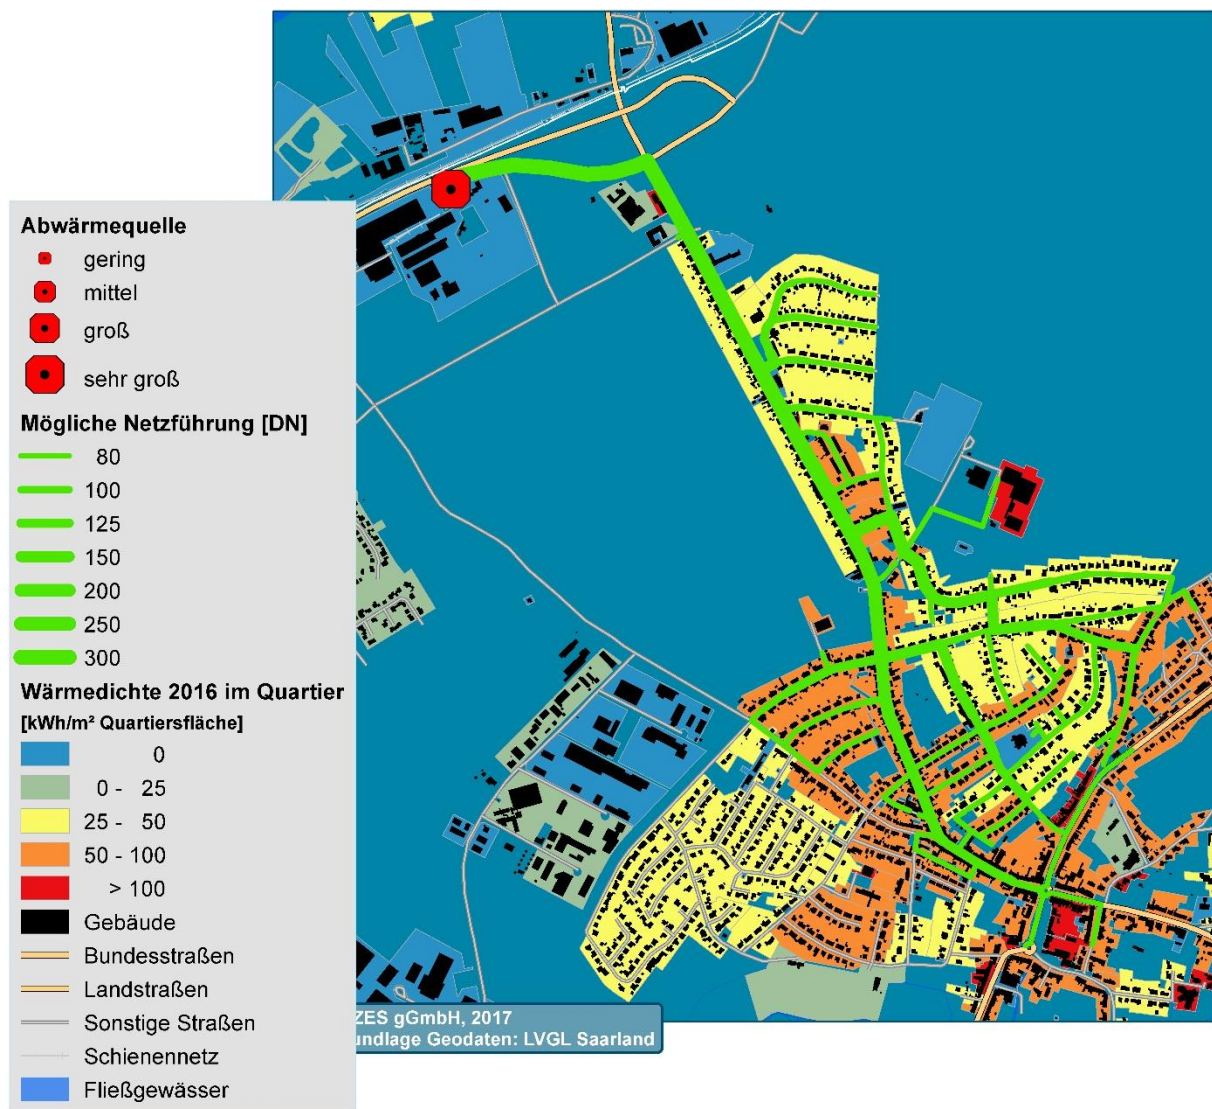 Abwärmequelle
gering
mittel
groß
sehr groß
Mögliche Netzführung [DN]
80
100
125
150
200
250
300
Wärmedichte 2016 im Quartier
[kWh/m² Quartiersfläche]
0
0 - 25
25 - 50
50 - 100
> 100
Gebäude
Bundesstraßen
Landstraßen
Sonstige Straßen
Schienennetz
Fließgewässer
ZES gGmbH, 2017
undlage Geodaten: LVGL Saarland